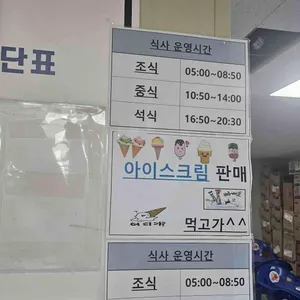 단표
식사 운영시간
조식 05:00~08:50
중식 10:50~14:00
석식 16:50~20:30
아이스크림 판매
먹고가^^
식사 운영시간
조식 05:00~08:50